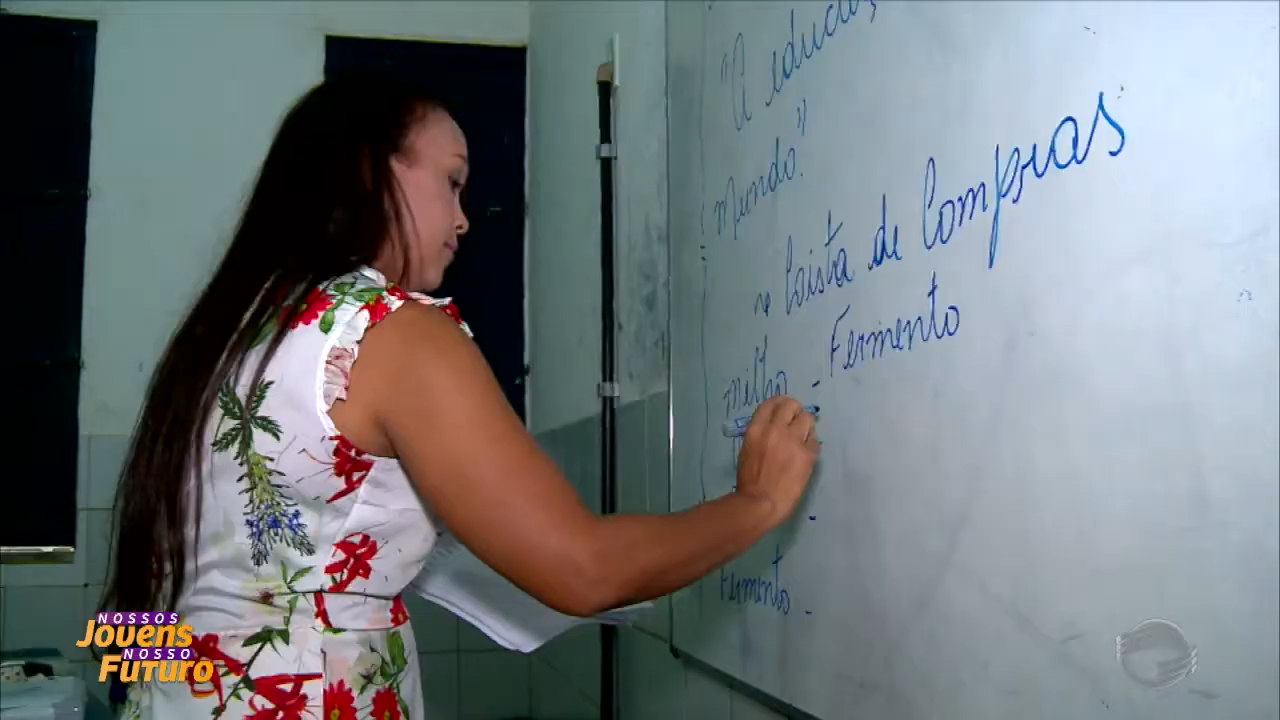 "A educaç
Mundo."
Lista de Compras
Milho - Fermento
-
Fermento -
NOSSOS
JOVENS
NOSSO
FUTURO